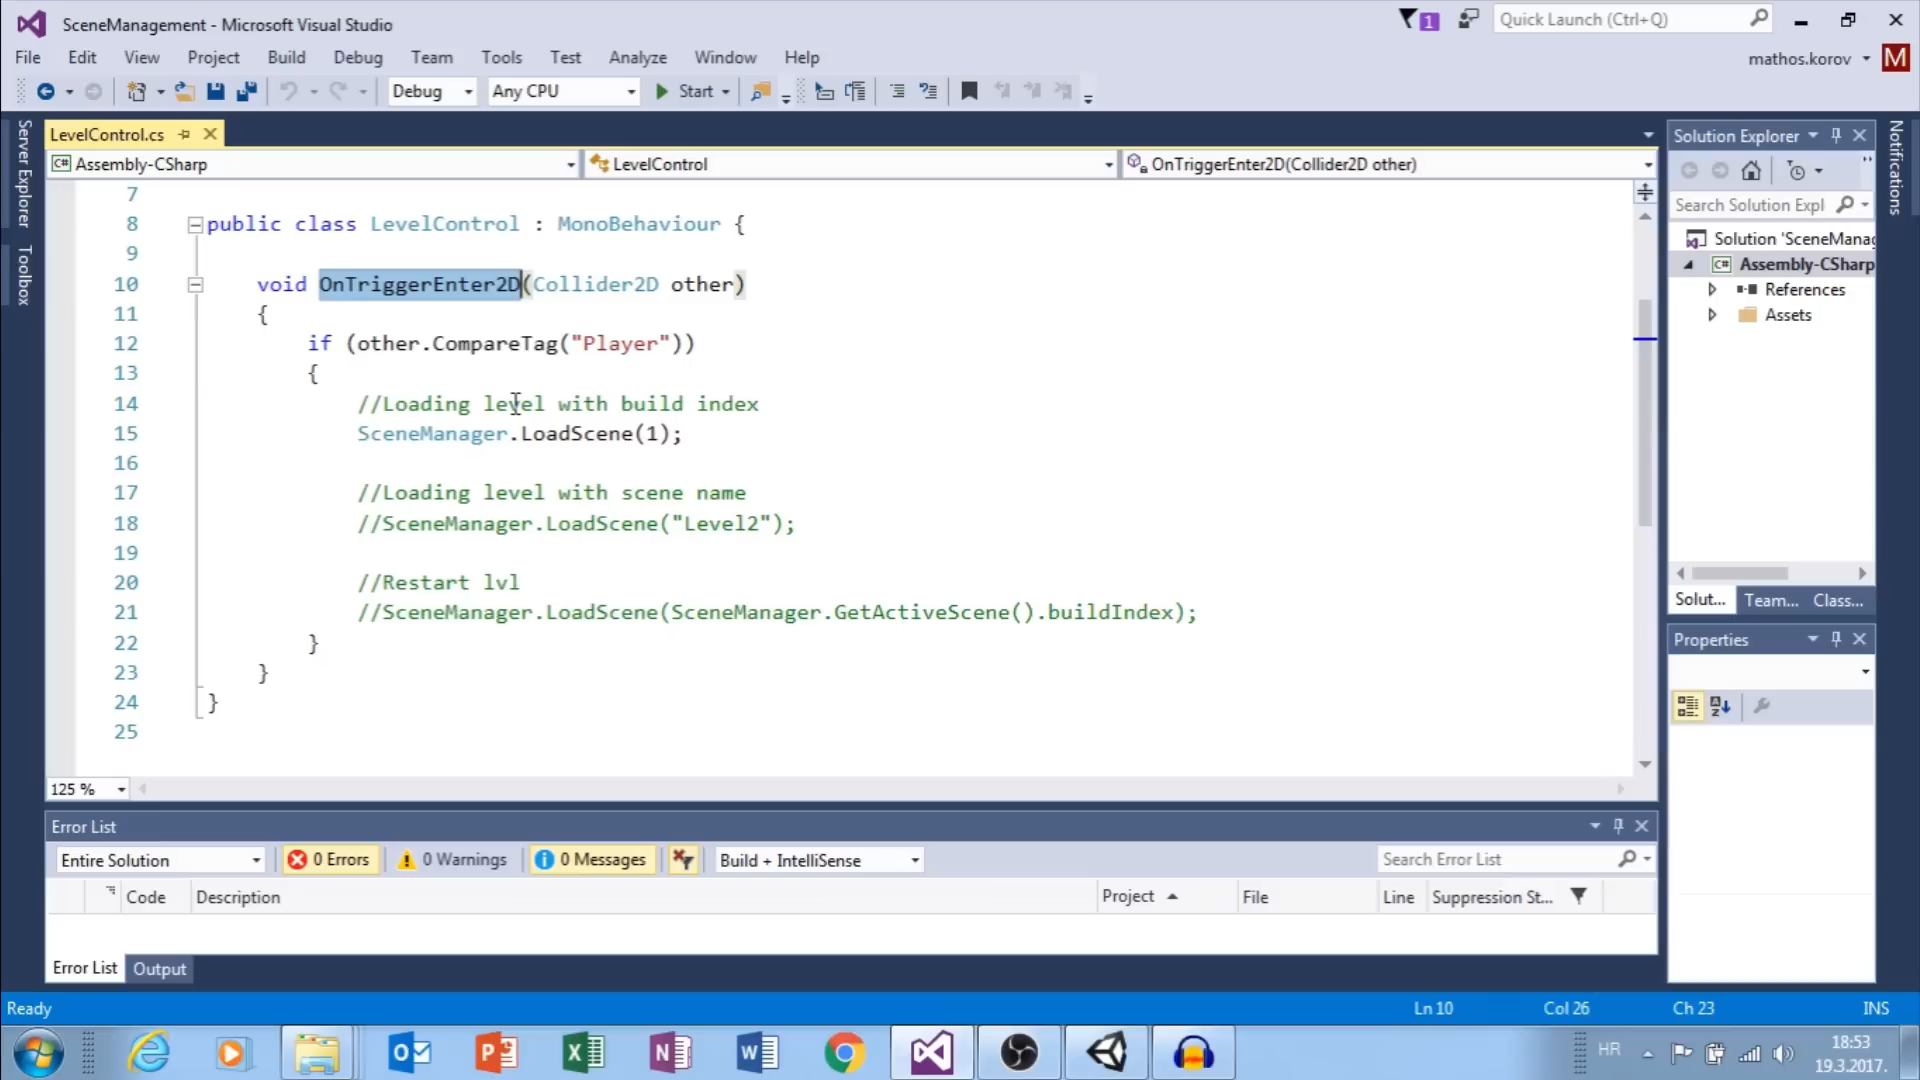 SceneManagement - Microsoft Visual Studio
1
Quick Launch (Ctrl+Q)
File Edit View Project Build Debug Team Tools Test Analyze Window Help
mathos.korov M
Debug Any CPU Start
Server Explorer
Toolbox
LevelControl.cs
Assembly-CSharp LevelControl OnTriggerEnter2D(Collider2D other)
7
8 public class LevelControl : MonoBehaviour {
9
10 void OnTriggerEnter2D(Collider2D other)
11 {
12 if (other.CompareTag("Player"))
13 {
14 //Loading level with build index
15 SceneManager.LoadScene(1);
16
17 //Loading level with scene name
18 //SceneManager.LoadScene("Level2");
19
20 //Restart lvl
21 //SceneManager.LoadScene(SceneManager.GetActiveScene().buildIndex);
22 }
23 }
24 }
25
125 %
Solution Explorer
Search Solution Expl
Solution 'SceneManag
C# Assembly-CSharp
References
Assets
Solut... Team... Class...
Properties
Notifications
Error List
Entire Solution 0 Errors 0 Warnings 0 Messages Build + IntelliSense Search Error List
Code Description Project File Line Suppression St...
Error List Output
Ready Ln 10 Col 26 Ch 23 INS
HR 18:53
19.3.2017.